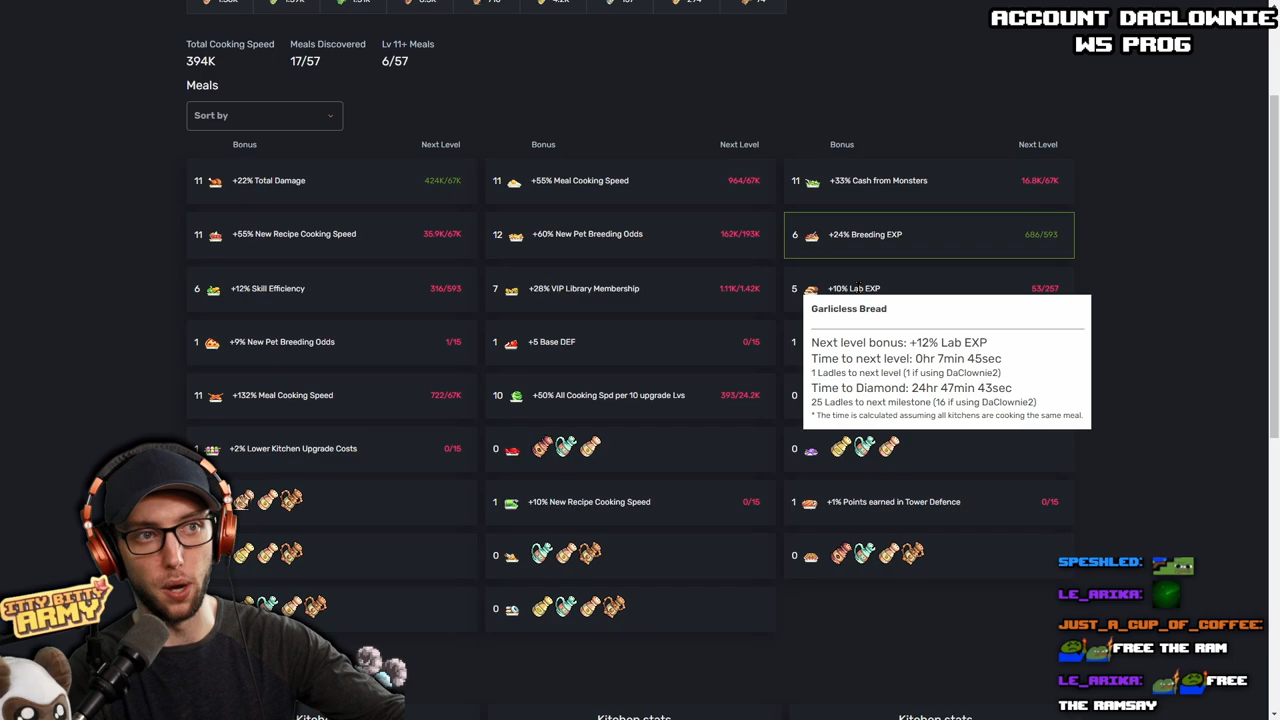 ACCOUNT DACLOWNIE
W5 PROG
Total Cooking Speed
394K
Meals Discovered
17/57
Lv 11+ Meals
6/57
Meals
Sort by
Bonus Next Level
Bonus Next Level
Bonus Next Level
11 +22% Total Damage 424K/67K
11 +55% Meal Cooking Speed 964/67K
11 +33% Cash from Monsters 16.8K/67K
11 +55% New Recipe Cooking Speed 35.9K/67K
12 +60% New Pet Breeding Odds 162K/193K
6 +24% Breeding EXP 686/593
6 +12% Skill Efficiency 316/593
7 +28% VIP Library Membership 1.11K/1.42K
5 +10% Lab EXP 53/257
Garlicless Bread
Next level bonus: +12% Lab EXP
Time to next level: 0hr 7min 45sec
1 Ladles to next level (1 if using DaClownie2)
Time to Diamond: 24hr 47min 43sec
25 Ladles to next milestone (16 if using DaClownie2)
* The time is calculated assuming all kitchens are cooking the same meal.
1 +9% New Pet Breeding Odds 1/15
1 +5 Base DEF 0/15
1
11 +132% Meal Cooking Speed 722/67K
10 +50% All Cooking Spd per 10 upgrade Lvs 393/24.2K
0
+2% Lower Kitchen Upgrade Costs 0/15
0
0
1 +10% New Recipe Cooking Speed 0/15
1 +1% Points earned in Tower Defence 0/15
0
0
0
ITTY BITTY
ARMY
SPESHLED:
LE_ARIKA:
JUST_A_CUP_OF_COFFEE:
FREE THE RAM
LE_ARIKA: FREE
THE RAMSAY
Kitchen stats
Kitchen stats